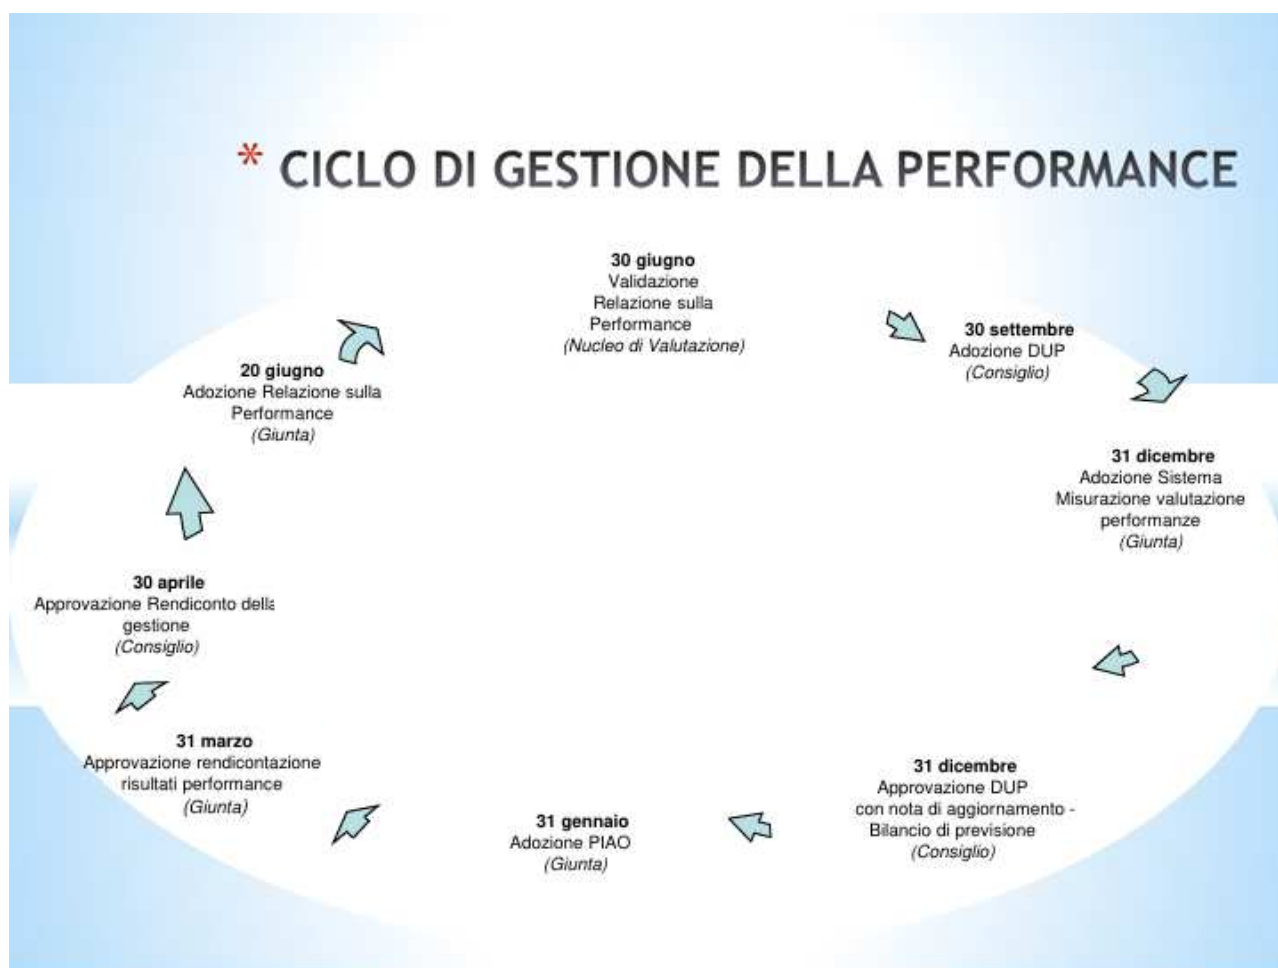 * CICLO DI GESTIONE DELLA PERFORMANCE
30 giugno
Validazione
Relazione sulla
Performance
(Nucleo di Valutazione)
30 settembre
Adozione DUP
(Consiglio)
31 dicembre
Adozione Sistema
Misurazione valutazione
performanze
(Giunta)
31 dicembre
Approvazione DUP
con nota di aggiornamento -
Bilancio di previsione
(Consiglio)
31 gennaio
Adozione PIAO
(Giunta)
31 marzo
Approvazione rendicontazione
risultati performance
(Giunta)
30 aprile
Approvazione Rendiconto della
gestione
(Consiglio)
20 giugno
Adozione Relazione sulla
Performance
(Giunta)